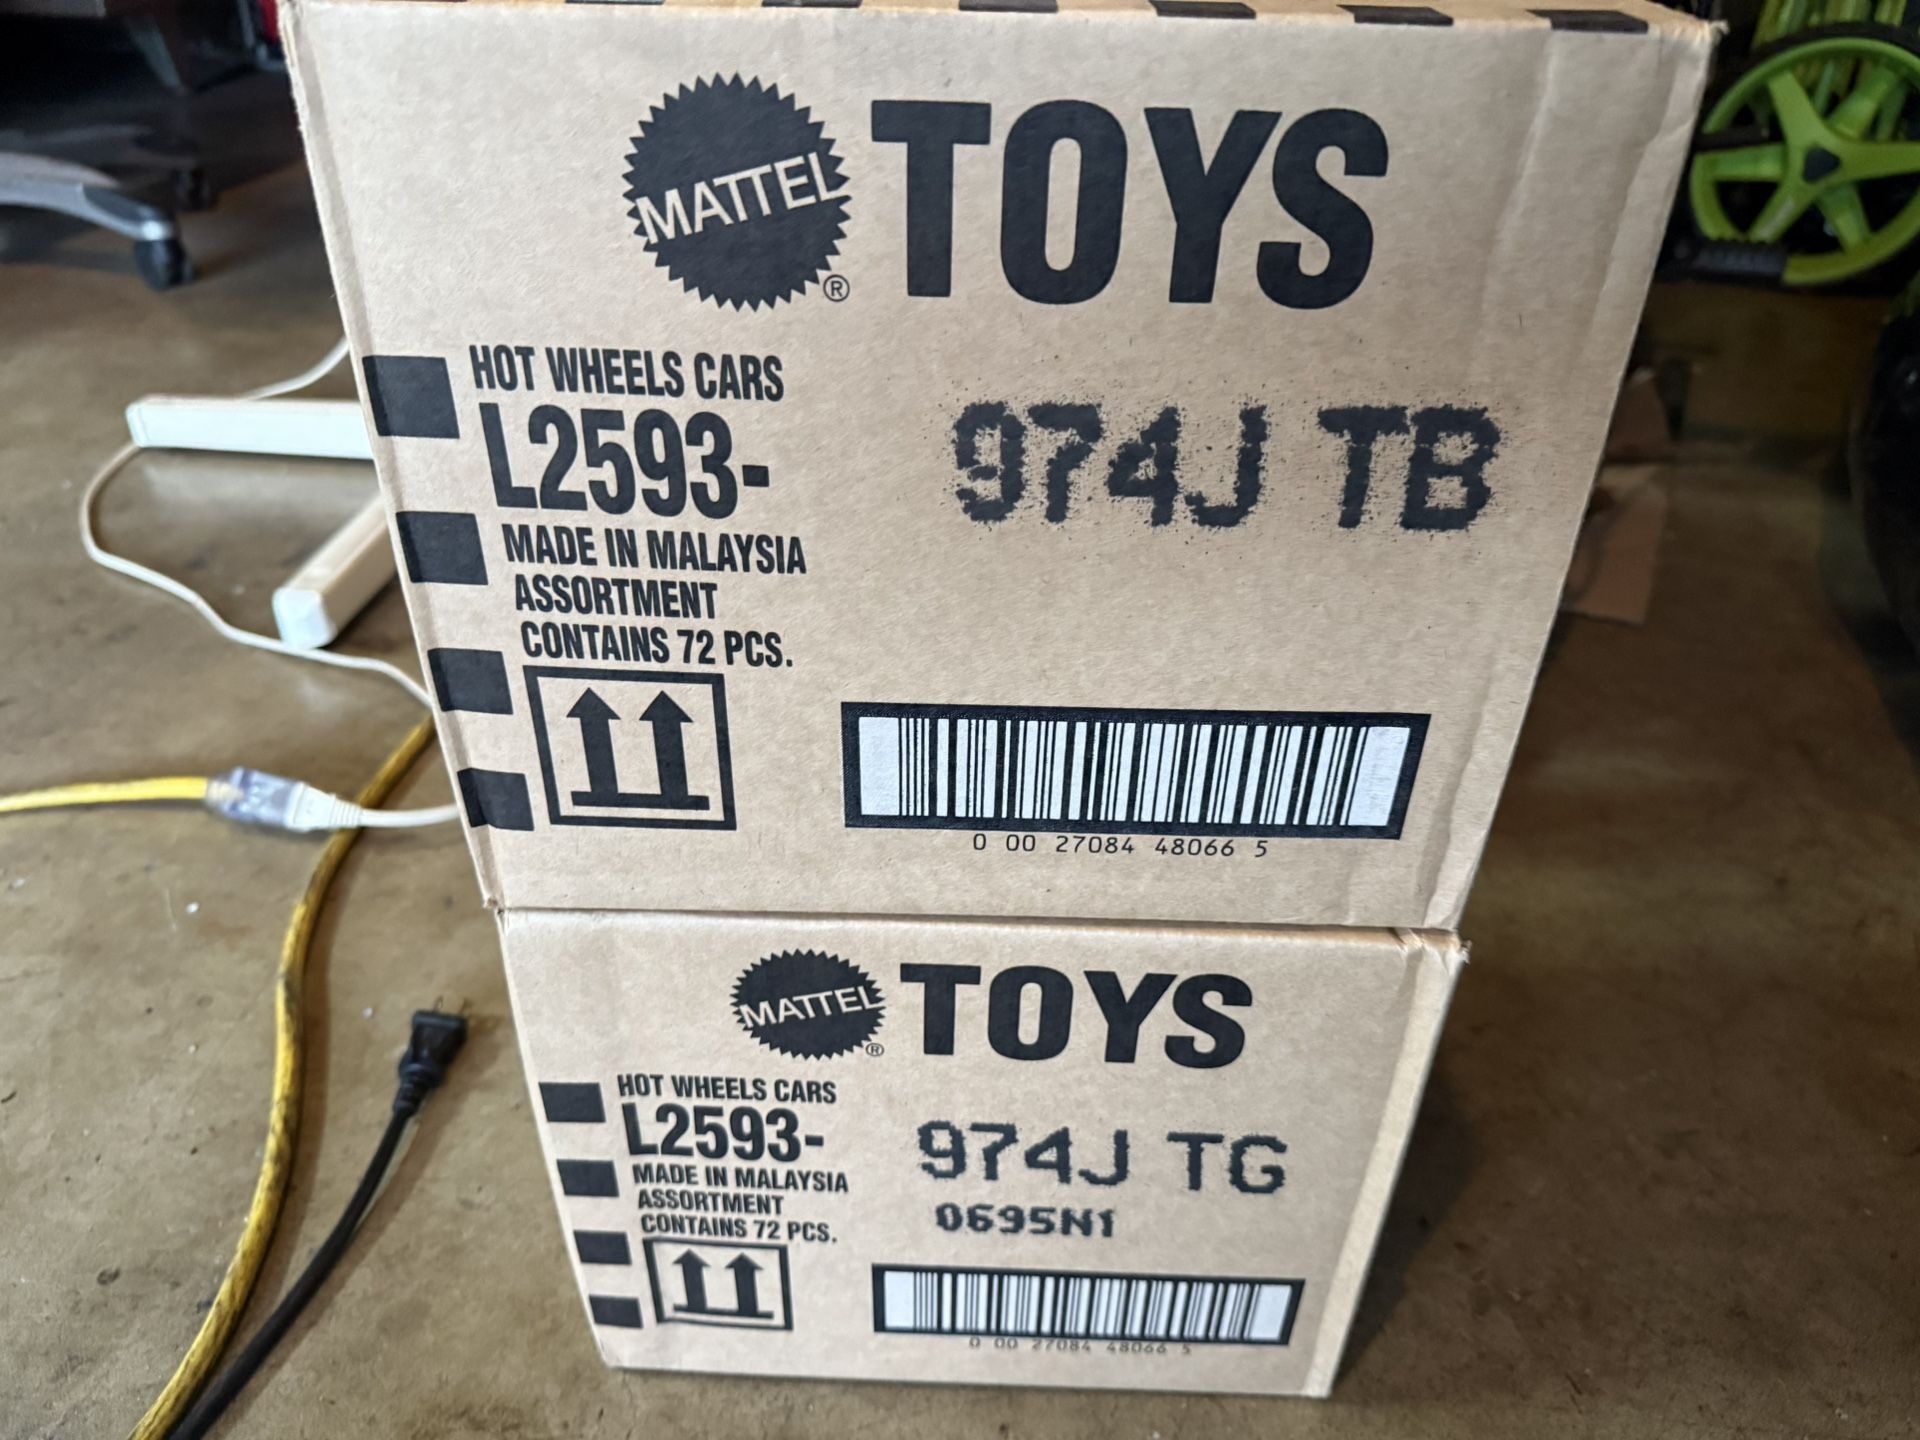 MATTEL® TOYS
HOT WHEELS CARS
L2593-
MADE IN MALAYSIA
ASSORTMENT
CONTAINS 72 PCS.
974J TB
0 00 27084 48066 5
MATTEL® TOYS
HOT WHEELS CARS
L2593-
MADE IN MALAYSIA
ASSORTMENT
CONTAINS 72 PCS.
974J TG
0695N1
0 00 27084 48066 5